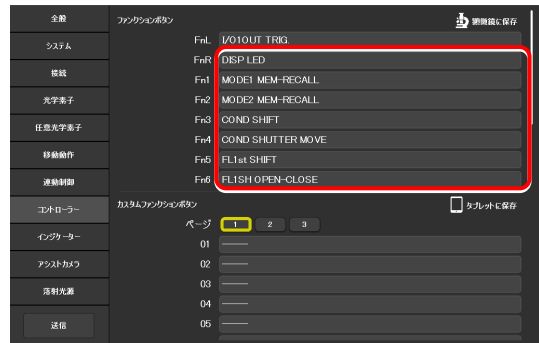 全般
システム
接続
光学素子
任意光学素子
移動動作
連動制御
コントローラー
インジケーター
アシストカメラ
落射光源
送信
ファンクションボタン
顕微鏡に保存
FnL I/O1OUT TRIG.
FnR DISP LED
Fn1 MODE1 MEM-RECALL
Fn2 MODE2 MEM-RECALL
Fn3 COND SHIFT
Fn4 COND SHUTTER MOVE
Fn5 FL1st SHIFT
Fn6 FL1SH OPEN-CLOSE
カスタムファンクションボタン
タブレットに保存
ページ 1 2 3
01 ――
02 ――
03 ――
04 ――
05 ――